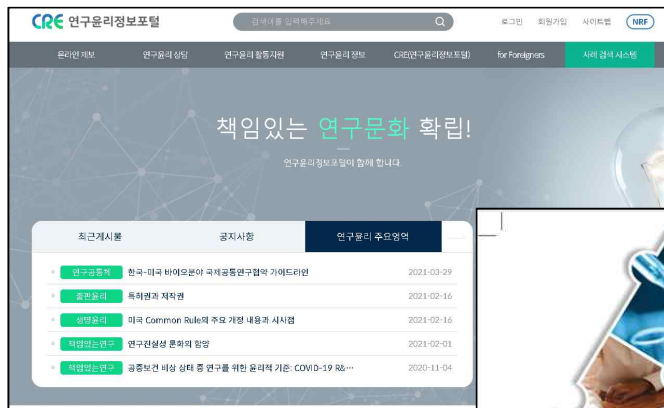 CRE 연구윤리정보포털
검색어를 입력해주세요
로그인 회원가입 사이트맵 NRF
온라인 제보 연구윤리 상담 연구윤리 활동지원 연구윤리 정보 CRE(연구윤리정보포털) for Foreigners 사례 검색 시스템
책임있는 연구문화 확립!
연구윤리정보포털이 함께 합니다.
최근게시물 공지사항 연구윤리 주요영역
연구공동체 한국-미국 바이오분야 국제공동연구협약 가이드라인 2021-03-29
출판윤리 특허권과 저작권 2021-02-16
생명윤리 미국 Common Rule의 주요 개정 내용과 시사점 2021-02-16
책임있는연구 연구진실성 문화의 함양 2021-02-01
책임있는연구 공중보건 비상 상태 중 연구를 위한 윤리적 기준: COVID-19 R&··· 2020-11-04